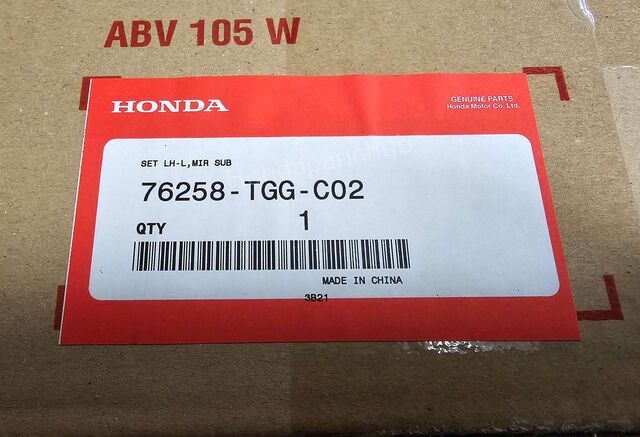 ABV 105 W
HONDA
GENUINE PARTS
Honda Motor Co. Ltd.
SET LH-L,MIR SUB
76258-TGG-C02
QTY 1
MADE IN CHINA
3B21